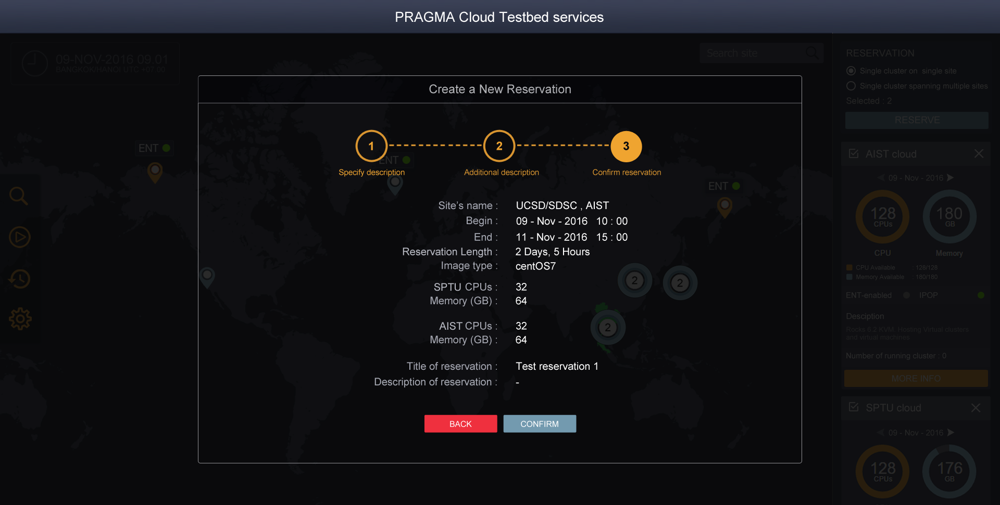 PRAGMA Cloud Testbed services
09-NOV-2016 09.01
BANGKOK/HANOI UTC +07:00
Search site
RESERVATION
Single cluster on single site
Single cluster spanning multiple sites
Selected : 2
RESERVE
Create a New Reservation
1
2
3
Specify description
Additional description
Confirm reservation
ENT
ENT
ENT
Site's name : UCSD/SDSC , AIST
Begin : 09 - Nov - 2016 10 : 00
End : 11 - Nov - 2016 15 : 00
Reservation Length : 2 Days, 5 Hours
Image type : centOS7
SPTU CPUs : 32
Memory (GB) : 64
AIST CPUs : 32
Memory (GB) : 64
Title of reservation : Test reservation 1
Description of reservation : -
BACK
CONFIRM
2
2
2
AIST cloud
09 - Nov - 2016
128
CPUs
180
GB
CPU
Memory
CPU Available : 128/128
Memory Available : 180/180
ENT-enabled
IPOP
Desciption
Rocks 6.2 KVM. Hosting Virtual clusters
and virtual machines
Number of running cluster : 0
MORE INFO
SPTU cloud
09 - Nov - 2016
128
CPUs
176
GB